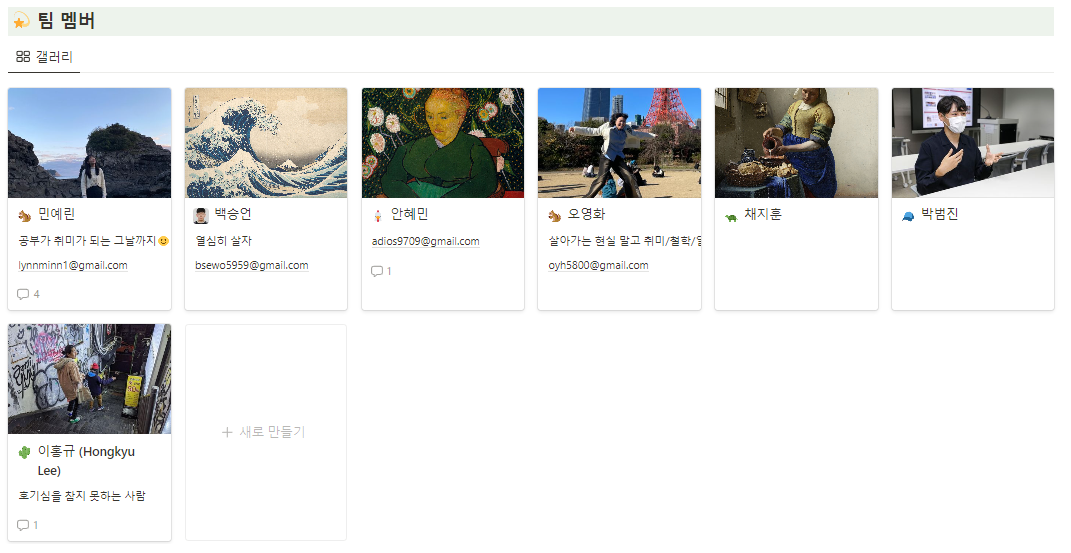 팀 멤버
갤러리
민예린
공부가 취미가 되는 그날까지
lynnminn1@gmail.com
4
백승언
열심히 살자
bsewo5959@gmail.com
안혜민
adios9709@gmail.com
1
오영화
살아가는 현실 말고 취미/철학/
oyh5800@gmail.com
채지훈
박범진
이홍규 (Hongkyu
Lee)
호기심을 참지 못하는 사람
1
+ 새로 만들기